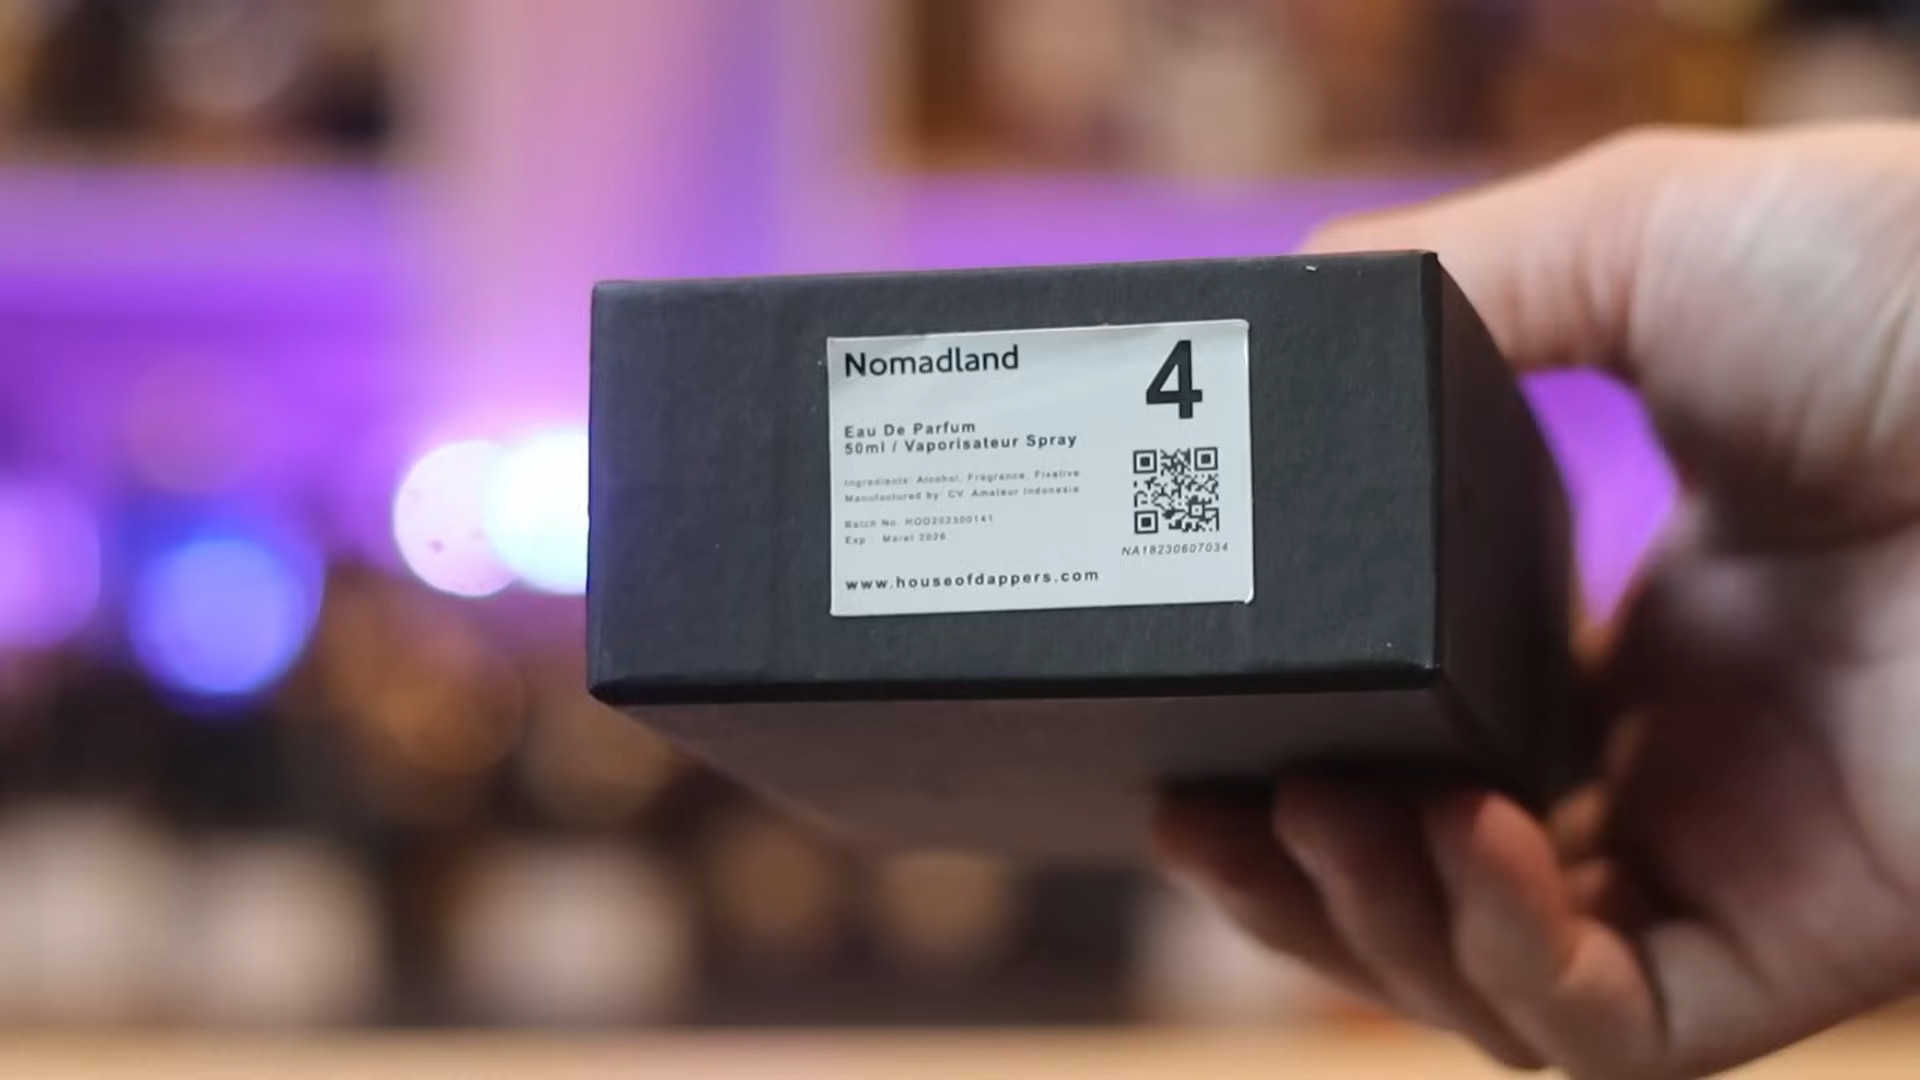 Nomadland
4
Eau De Parfum
50ml / Vaporisateur Spray
Ingredients: Alcohol, Fragrance, Fixative
Manufactured by: CV. Amateur Indonesia
Batch No. HOD202300141
Exp : Maret 2026
NA18230607034
www.houseofdappers.com